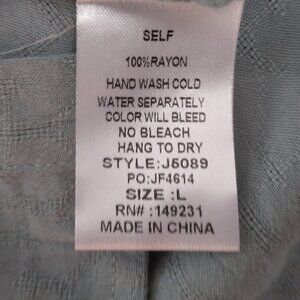 SELF
100%RAYON
HAND WASH COLD
WATER SEPARATELY
COLOR WILL BLEED
NO BLEACH
HANG TO DRY
STYLE:J5089
PO:JF4614
SIZE :L
RN# :149231
MADE IN CHINA